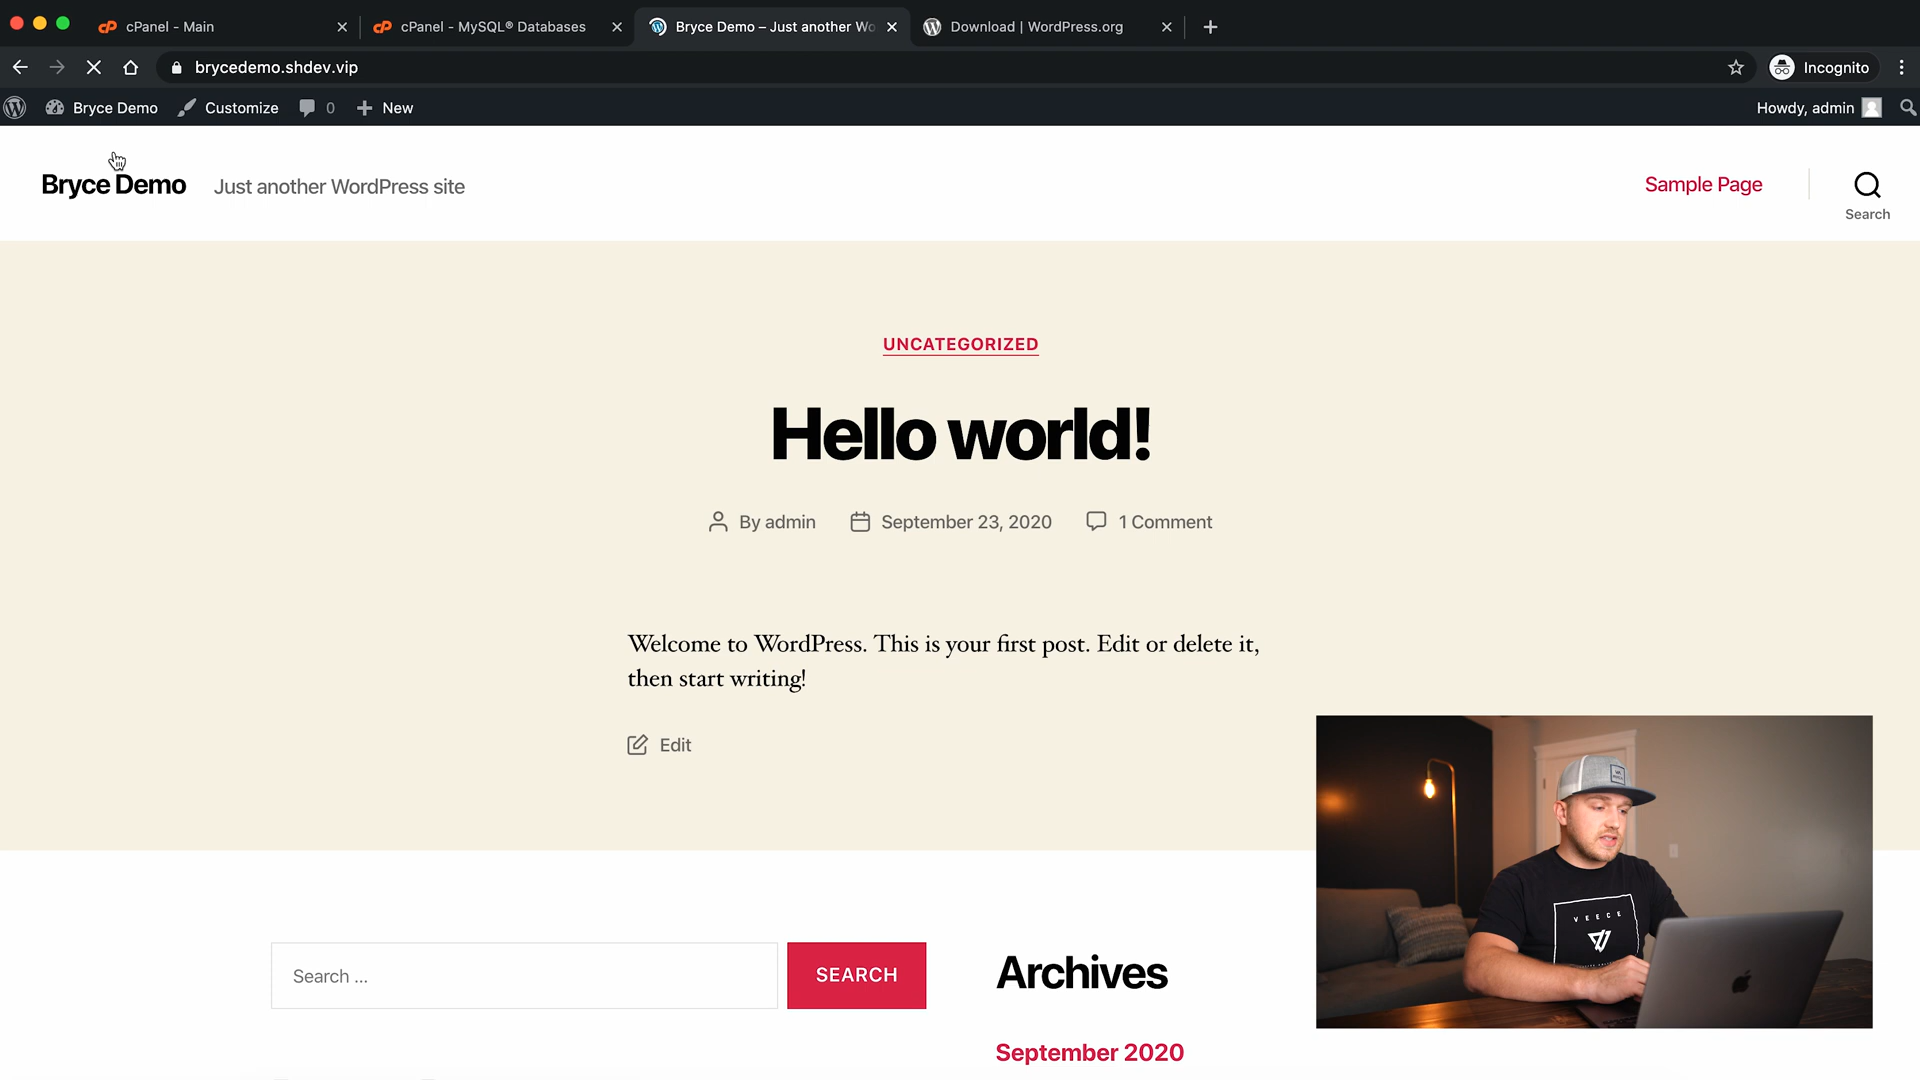 cPanel - Main
cPanel - MySQL® Databases
Bryce Demo – Just another Wo
Download | WordPress.org
brycedemo.shdev.vip
Incognito
Bryce Demo
Customize
0
New
Howdy, admin
Bryce Demo
Just another WordPress site
Sample Page
Search
UNCATEGORIZED
Hello world!
By admin
September 23, 2020
1 Comment
Welcome to WordPress. This is your first post. Edit or delete it,
then start writing!
Edit
Search ...
SEARCH
Archives
September 2020
VEECE